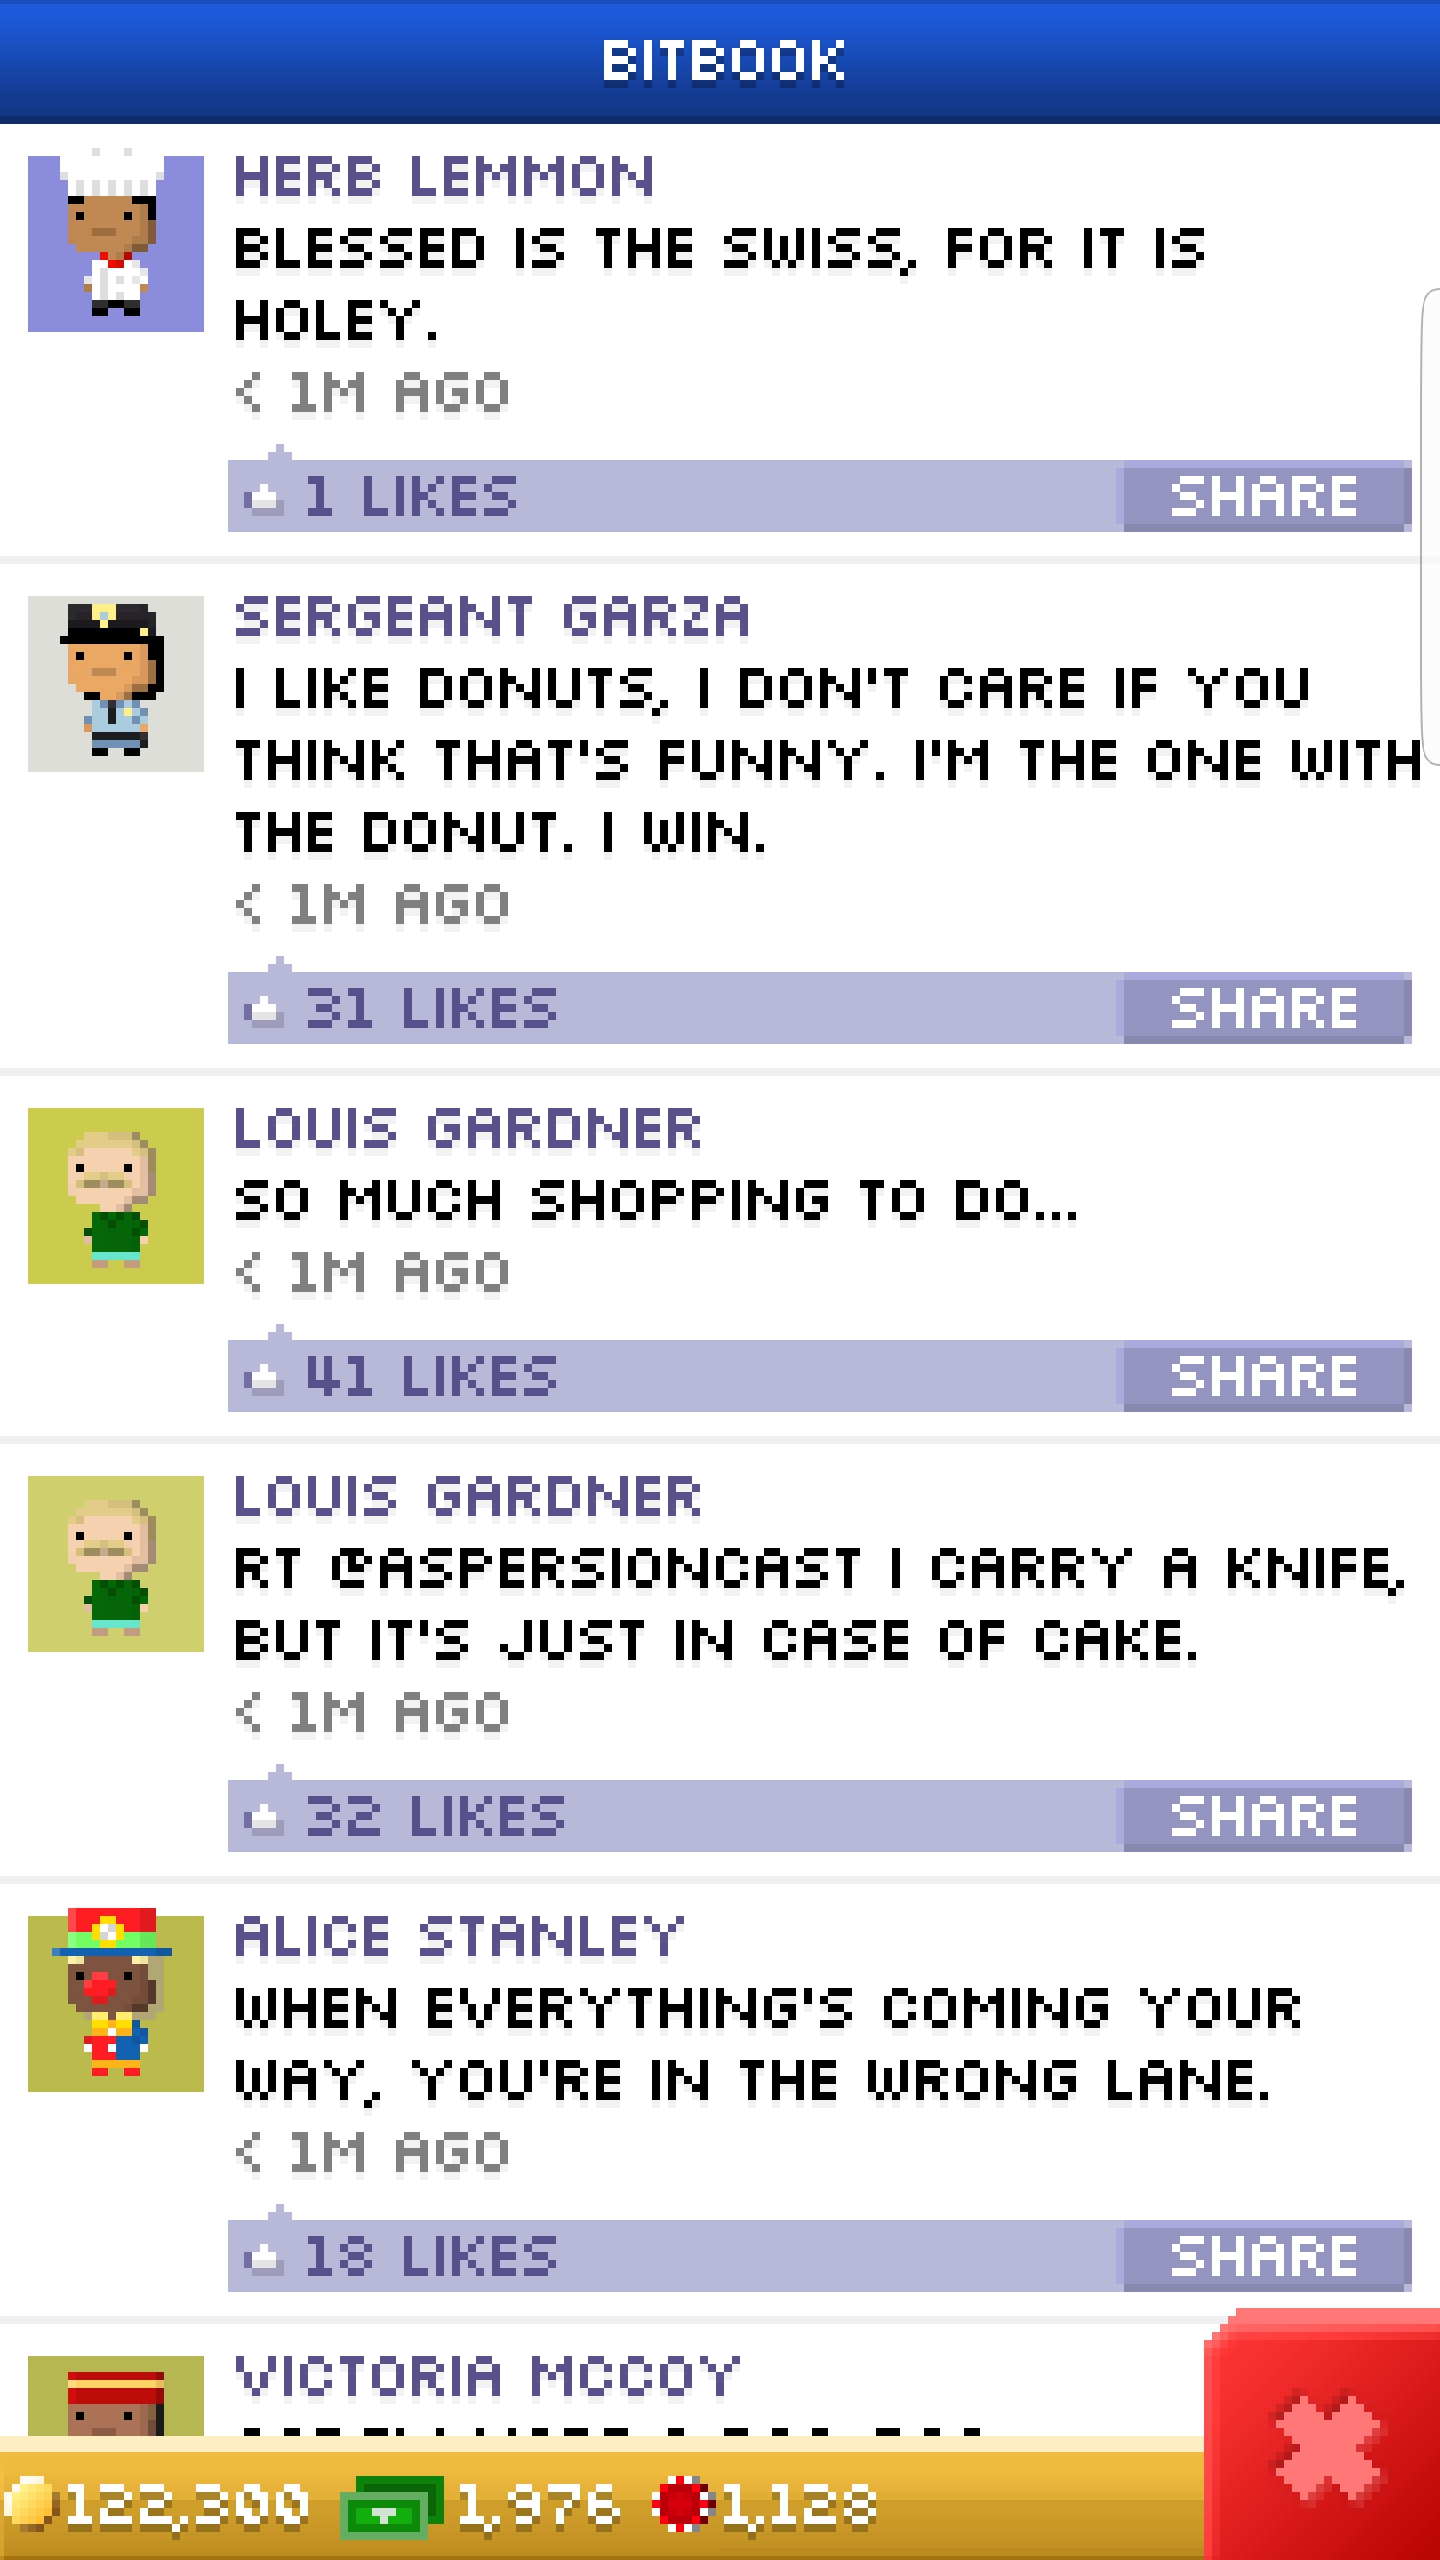 BITBOOK
HERB LEMMON
BLESSED IS THE SWISS, FOR IT IS
HOLEY.
< 1M AGO
1 LIKES SHARE
SERGEANT GARZA
I LIKE DONUTS, I DON'T CARE IF YOU
THINK THAT'S FUNNY. I'M THE ONE WITH
THE DONUT. I WIN.
< 1M AGO
31 LIKES SHARE
LOUIS GARDNER
SO MUCH SHOPPING TO DO...
< 1M AGO
41 LIKES SHARE
LOUIS GARDNER
RT @ASPERSIONCAST I CARRY A KNIFE,
BUT IT'S JUST IN CASE OF CAKE.
< 1M AGO
32 LIKES SHARE
ALICE STANLEY
WHEN EVERYTHING'S COMING YOUR
WAY, YOU'RE IN THE WRONG LANE.
< 1M AGO
18 LIKES SHARE
VICTORIA MCCOY
122,300 1,976 1,128